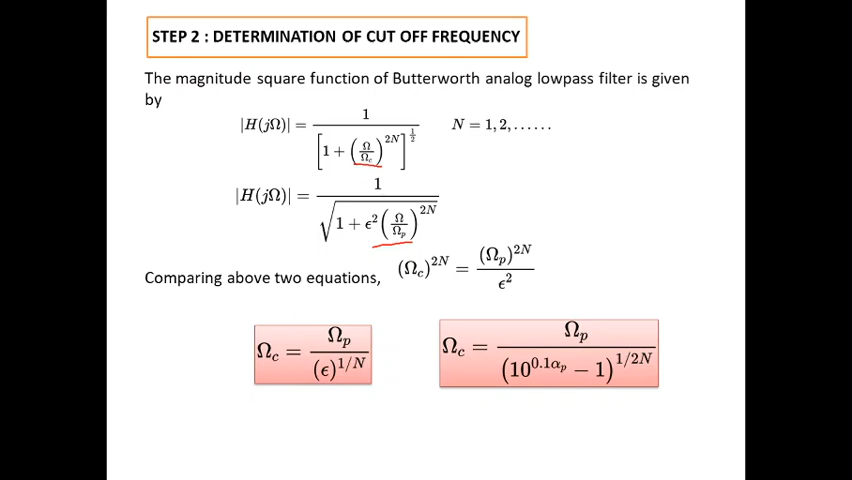 STEP 2 : DETERMINATION OF CUT OFF FREQUENCY
The magnitude square function of Butterworth analog lowpass filter is given
by
|H(jΩ)| = 1 / [1 + (Ω/Ω_c)^{2N}]^{1/2} N = 1, 2, ......
|H(jΩ)| = 1 / √(1 + ϵ^2 (Ω/Ω_p)^{2N})
Comparing above two equations, (Ω_c)^{2N} = (Ω_p)^{2N} / ϵ^2
Ω_c = Ω_p / (ϵ)^{1/N} Ω_c = Ω_p / (10^{0.1α_p} − 1)^{1/2N}